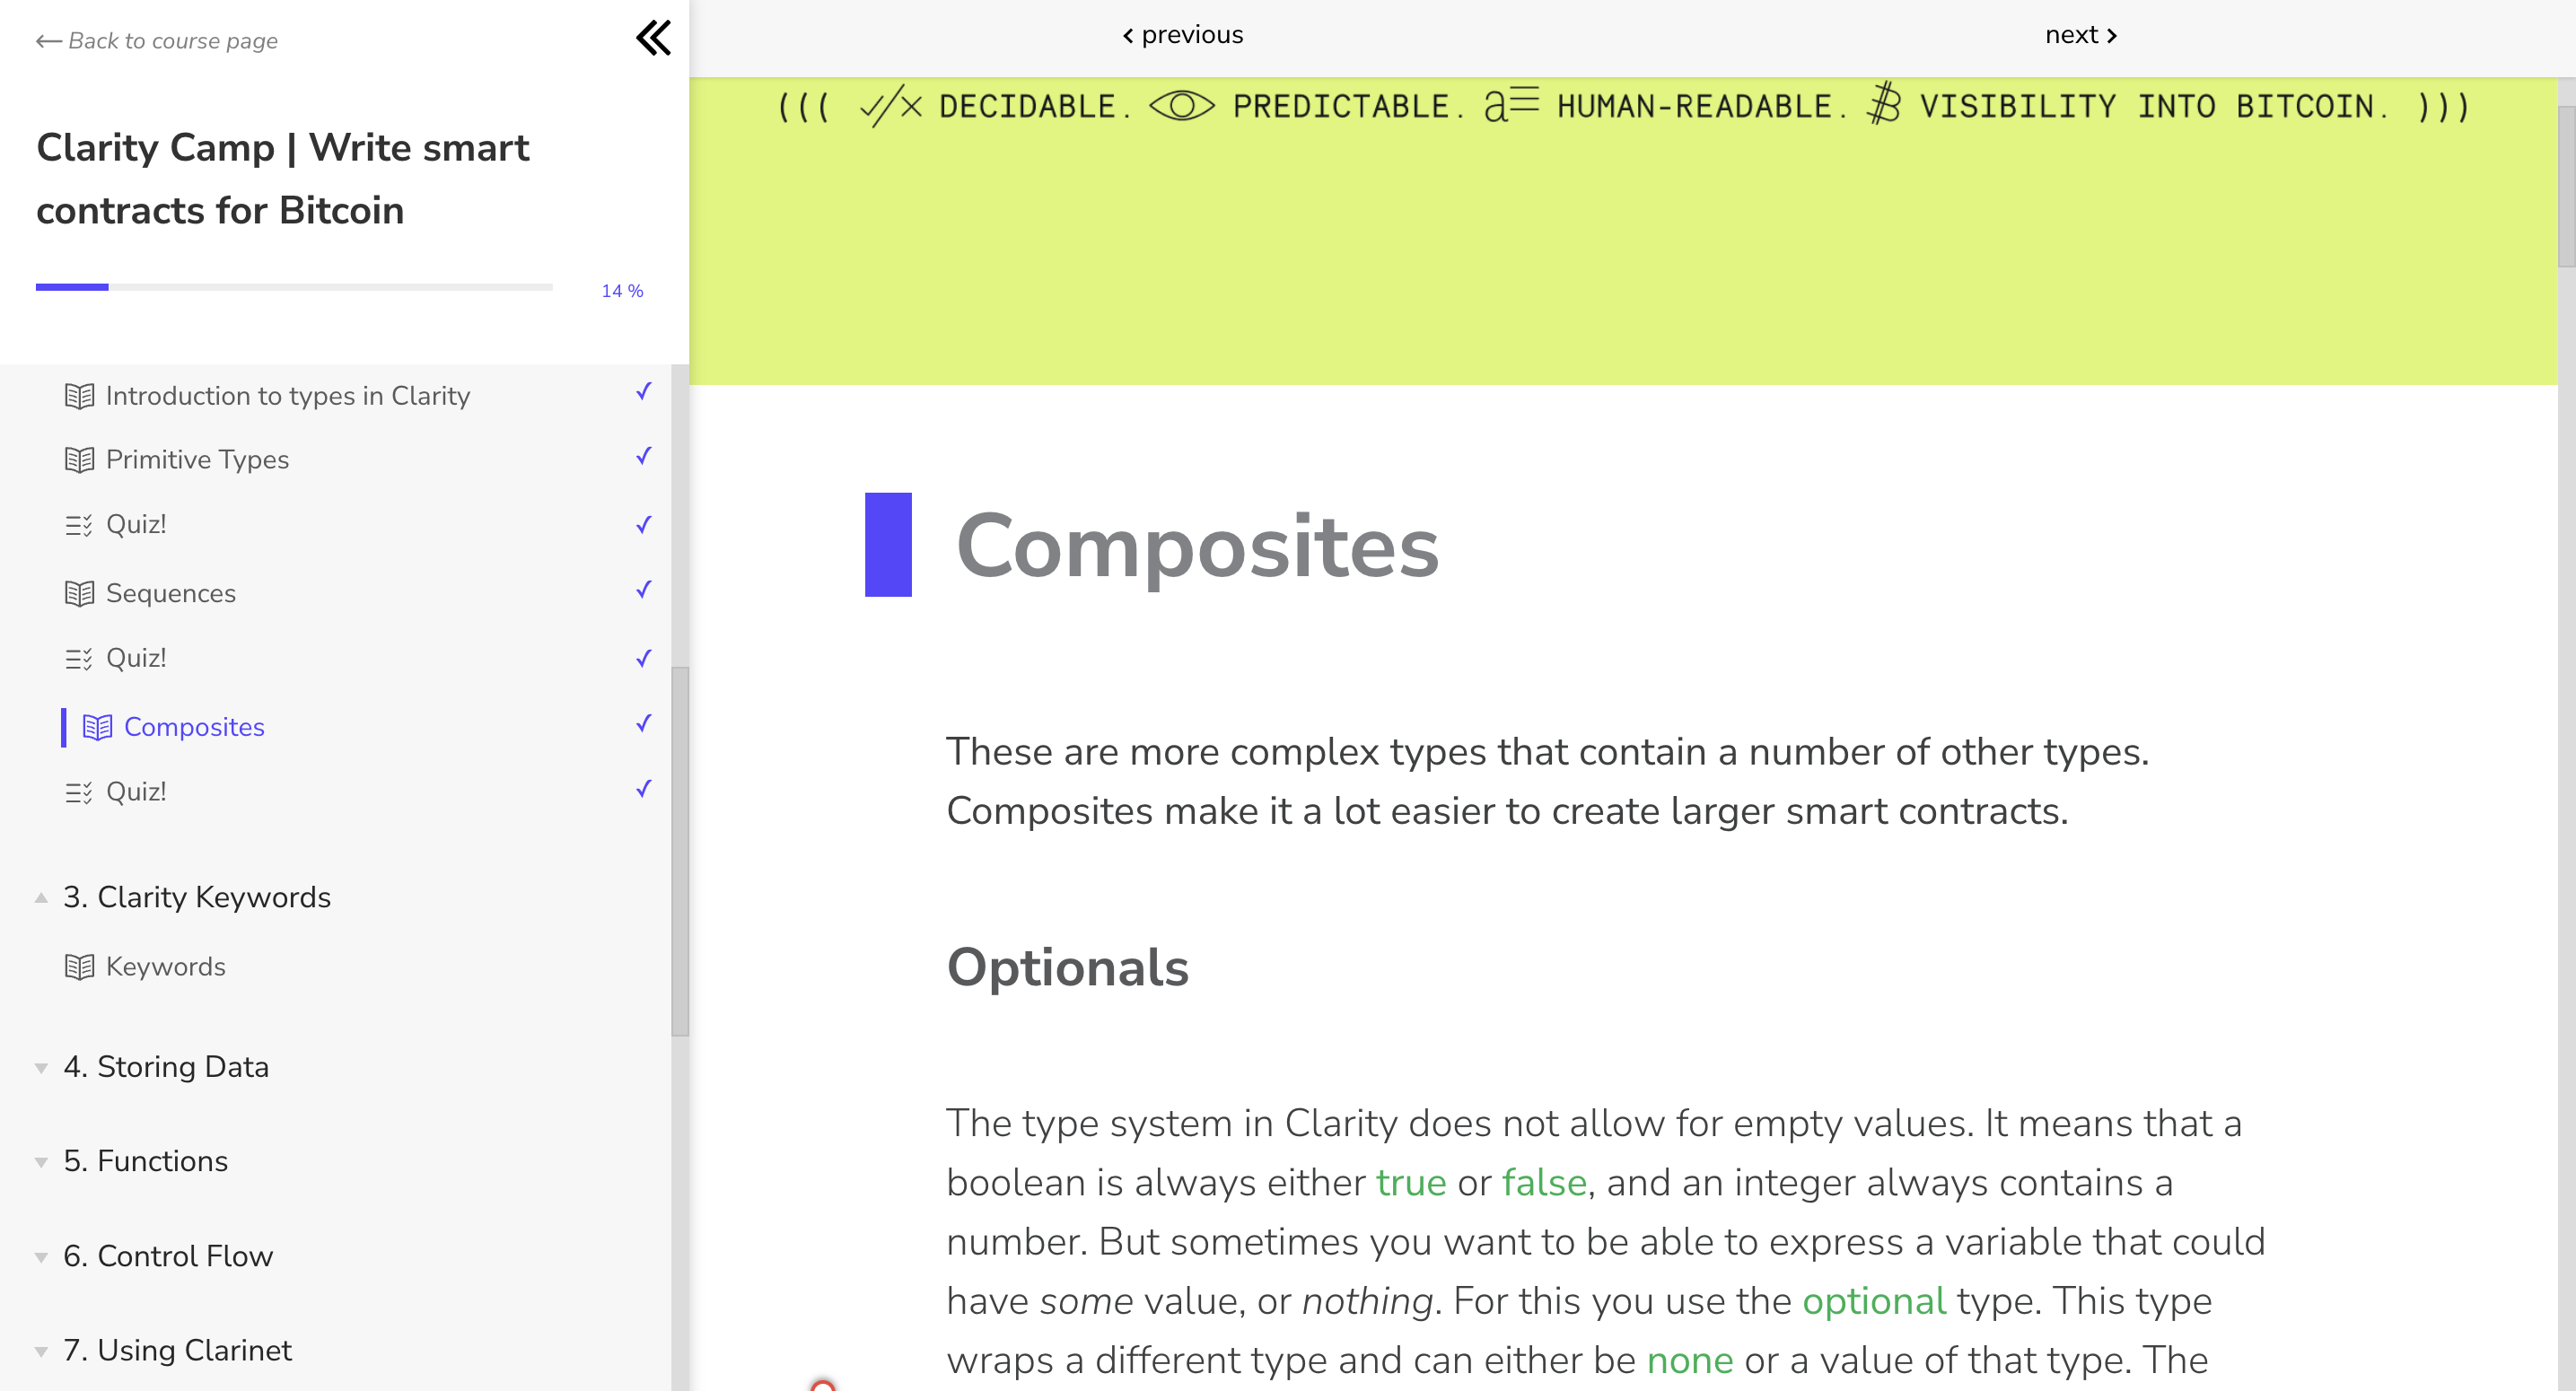 Back to course page
Clarity Camp | Write smart
contracts for Bitcoin
14 %
Introduction to types in Clarity
Primitive Types
Quiz!
Sequences
Quiz!
Composites
Quiz!
3. Clarity Keywords
Keywords
4. Storing Data
5. Functions
6. Control Flow
7. Using Clarinet
previous
next
((( DECIDABLE. PREDICTABLE. a HUMAN-READABLE. VISIBILITY INTO BITCOIN. )))
Composites
These are more complex types that contain a number of other types.
Composites make it a lot easier to create larger smart contracts.
Optionals
The type system in Clarity does not allow for empty values. It means that a
boolean is always either true or false, and an integer always contains a
number. But sometimes you want to be able to express a variable that could
have some value, or nothing. For this you use the optional type. This type
wraps a different type and can either be none or a value of that type. The